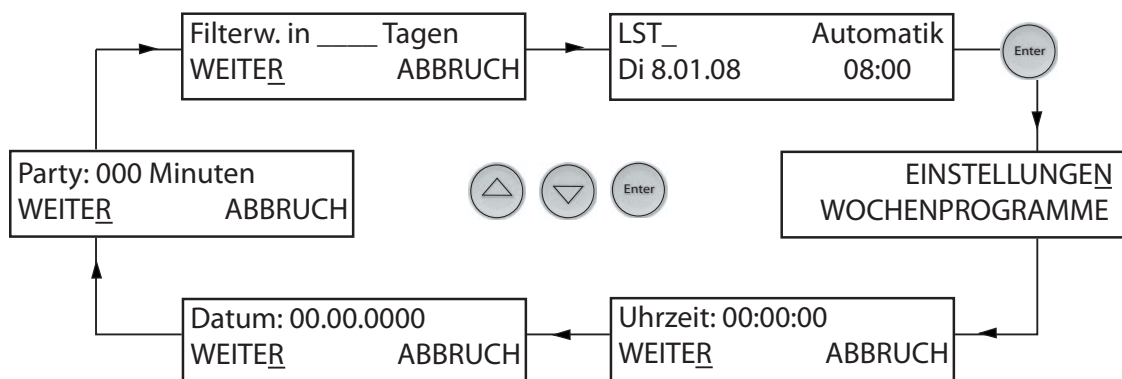 Filterw. in ____ Tagen
WEITER ABBRUCH
LST_ Automatik
Di 8.01.08 08:00
Enter
Party: 000 Minuten
WEITER ABBRUCH
Enter
EINSTELLUNGEN
WOCHENPROGRAMME
Datum: 00.00.0000
WEITER ABBRUCH
Uhrzeit: 00:00:00
WEITER ABBRUCH